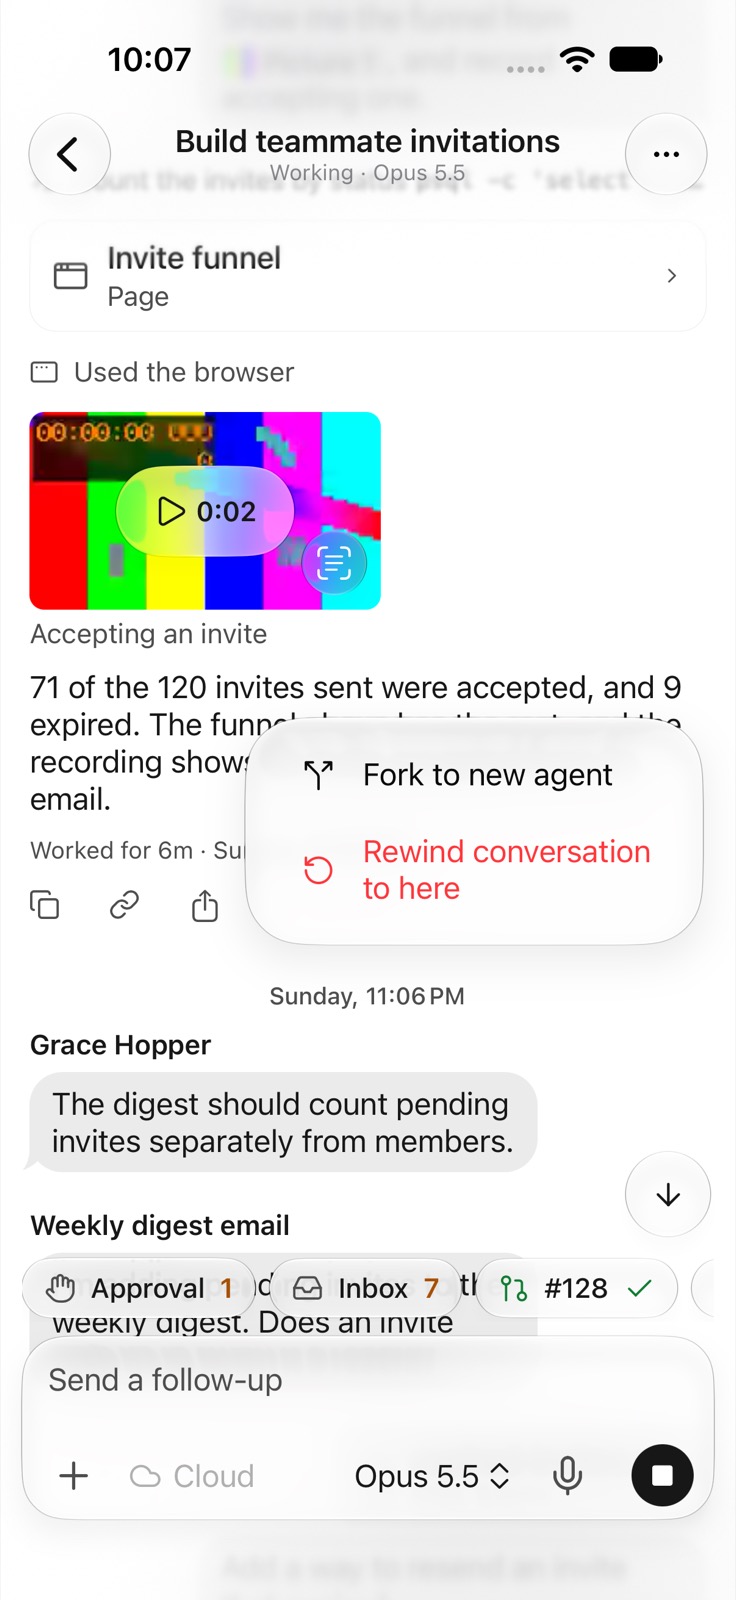 10:07
Build teammate invitations
Working · Opus 5.5
Invite funnel
Page
Used the browser
00:00:00
0:02
Accepting an invite
71 of the 120 invites sent were accepted, and 9
expired. The
recording shows
email.
Worked for 6m ·
Fork to new agent
Rewind conversation
to here
Sunday, 11:06 PM
Grace Hopper
The digest should count pending
invites separately from members.
Weekly digest email
Approval 1
Inbox 7
#128
weekly digest. Does an invite
Send a follow-up
Cloud
Opus 5.5